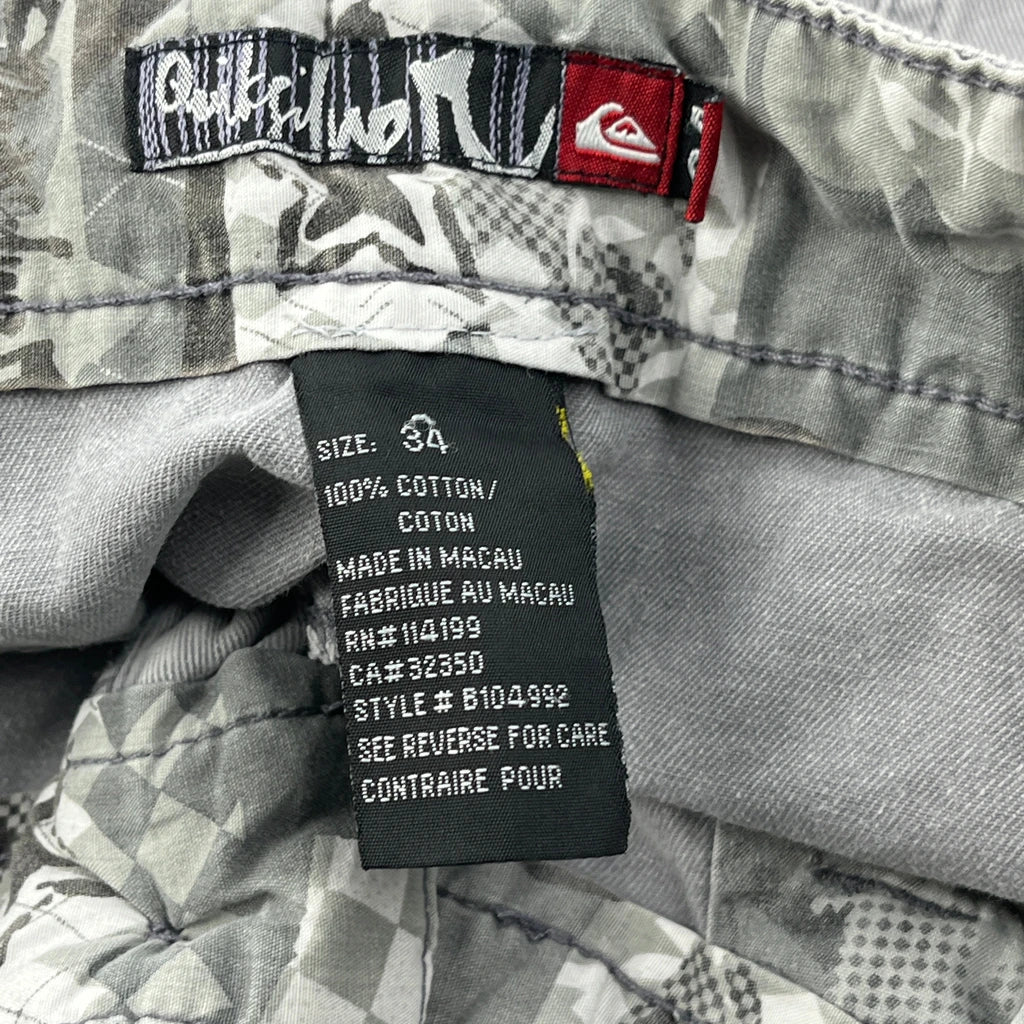 Quiksilver
SIZE: 34
100% COTTON/
COTON
MADE IN MACAU
FABRIQUE AU MACAU
RN#114199
CA#32350
STYLE # B104992
SEE REVERSE FOR CARE
CONTRAIRE POUR